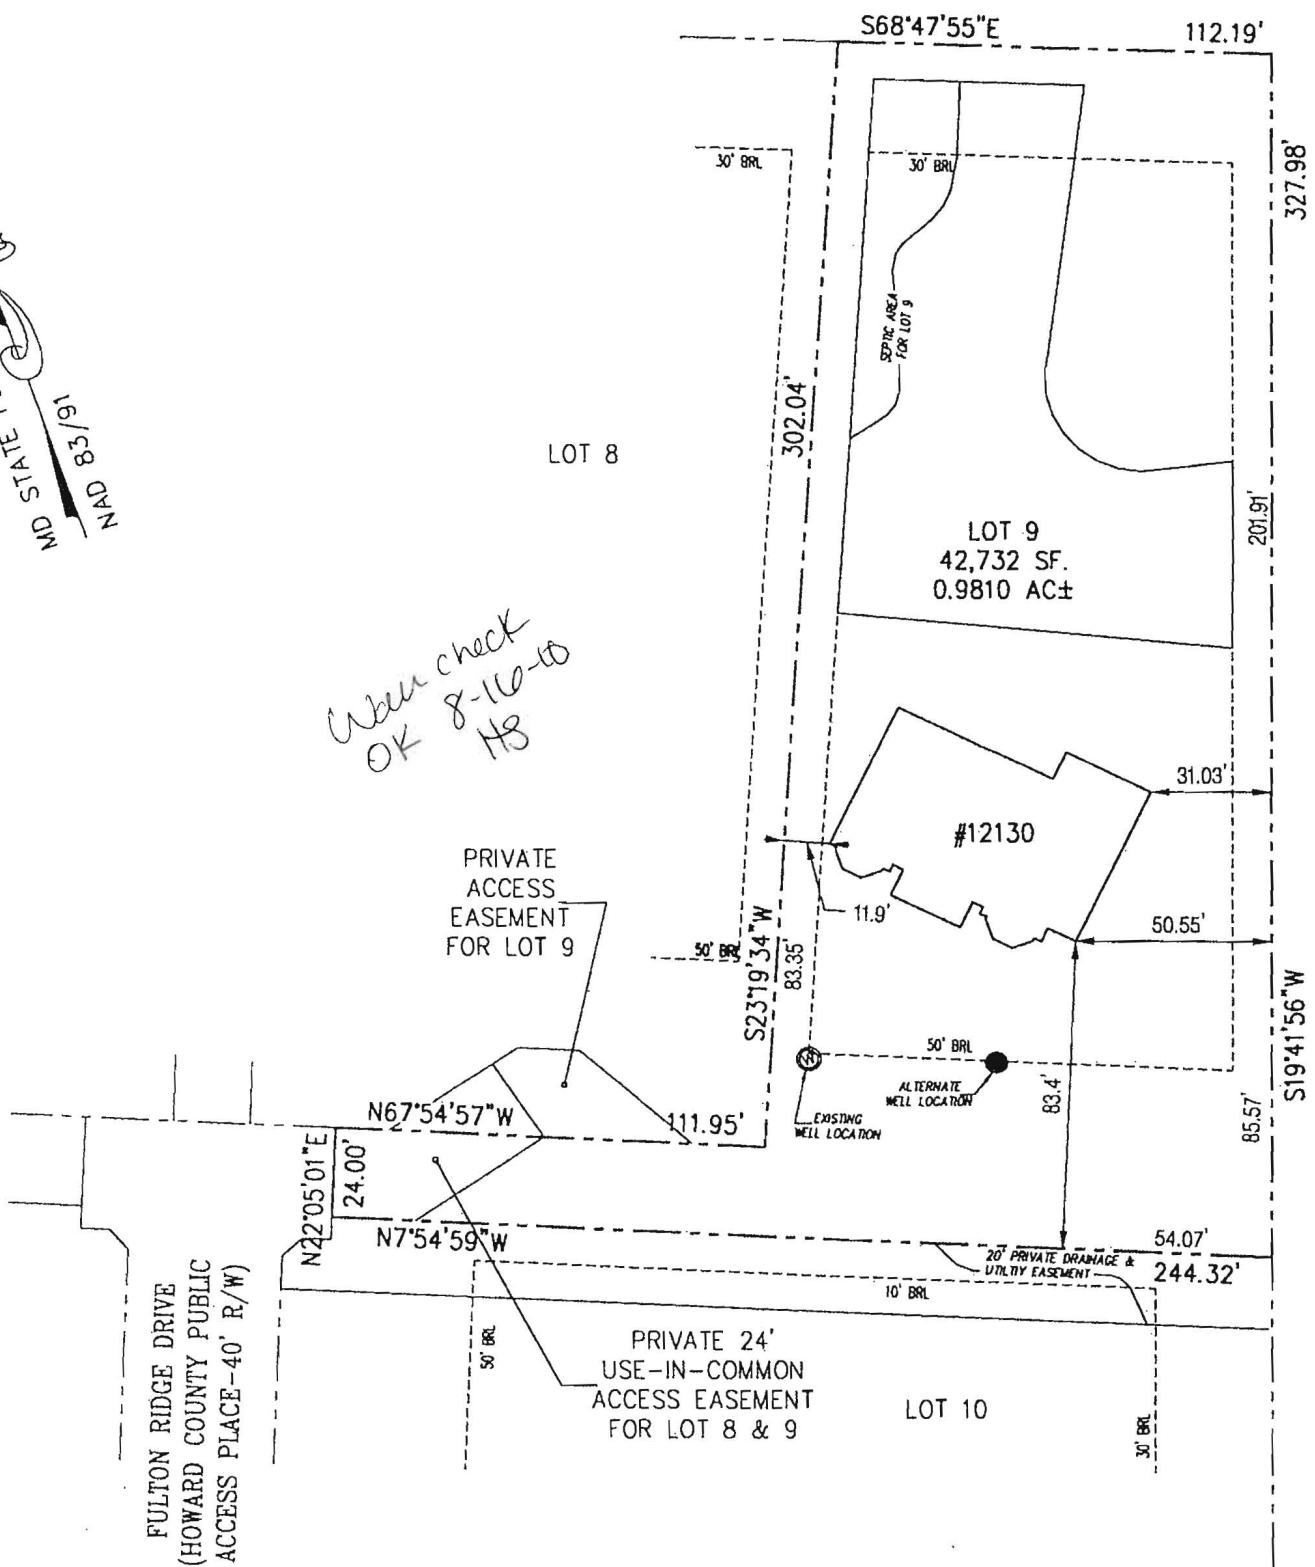 S68°47'55"E 112.19'
327.98'
30' BRL
30' BRL
MD STATE
NAD 83/91
SEPTIC AREA
FOR LOT 9
302.04'
LOT 8
LOT 9
42,732 SF.
0.9810 AC±
201.91'
check
OK 8-16-10
HS
31.03'
#12130
PRIVATE
ACCESS
EASEMENT
FOR LOT 9
11.9'
50.55'
50' BRL
S23°19'34"W
83.35'
S19°41'56"W
50' BRL
ALTERNATE
WELL LOCATION
EXISTING
WELL LOCATION
83.4'
85.57'
N67°54'57"W
111.95'
N22°05'01"E
24.00'
N7°54'59"W
54.07'
244.32'
20' PRIVATE DRAINAGE &
UTILTIY EASEMENT
10' BRL
50' BRL
PRIVATE 24'
USE-IN-COMMON
ACCESS EASEMENT
FOR LOT 8 & 9
LOT 10
30' BRL
FULTON RIDGE DRIVE
(HOWARD COUNTY PUBLIC
ACCESS PLACE-40' R/W)